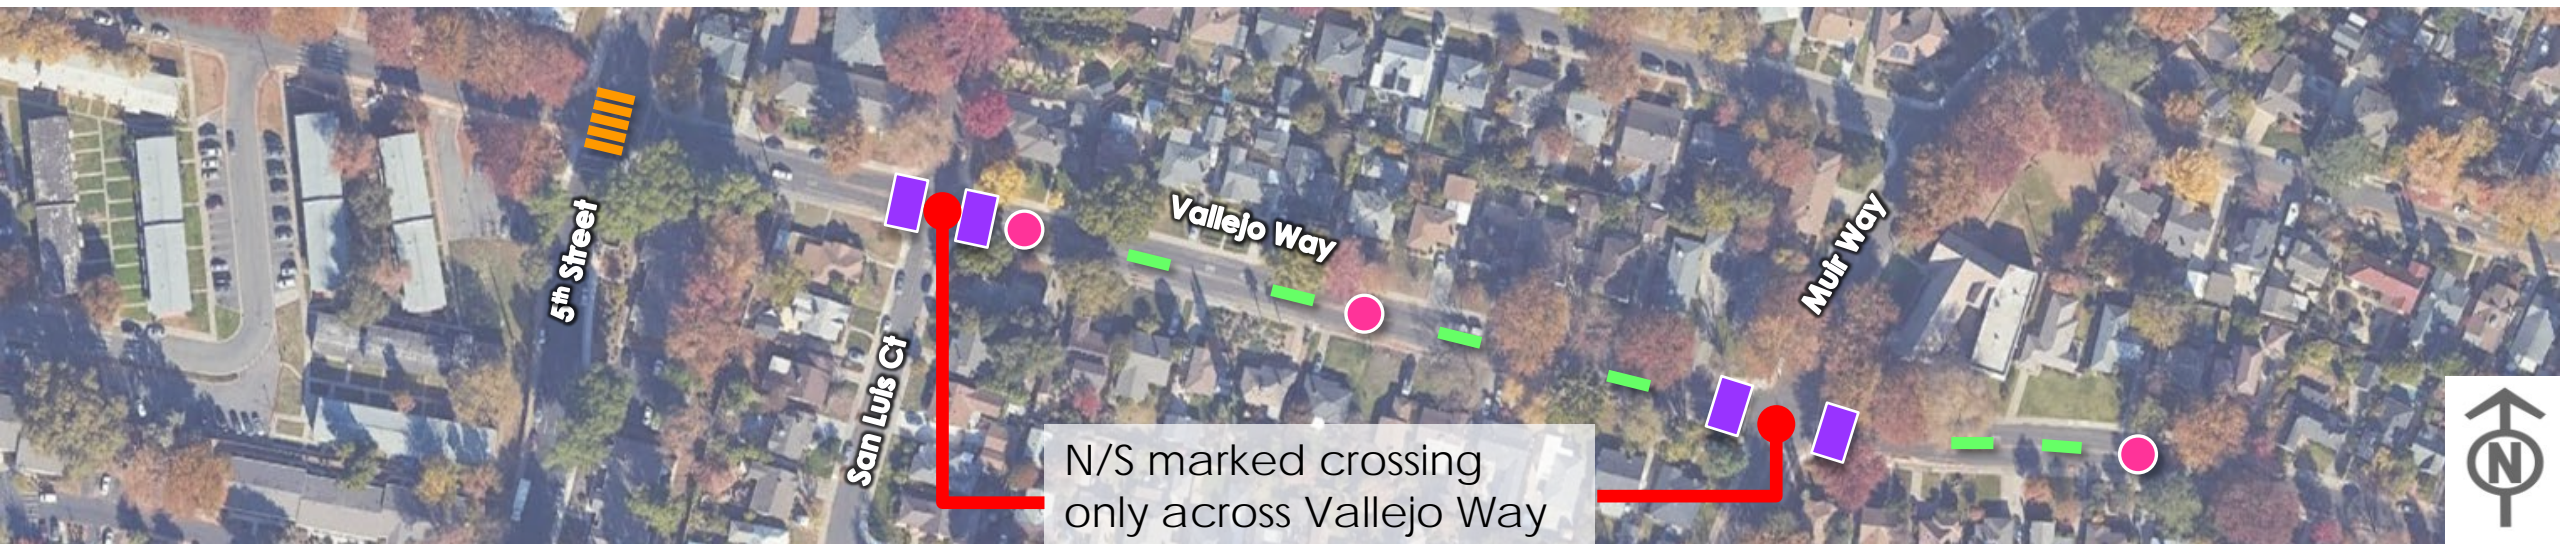 5th Street
San Luis Ct
Vallejo Way
Muir Way
N/S marked crossing
only across Vallejo Way
N